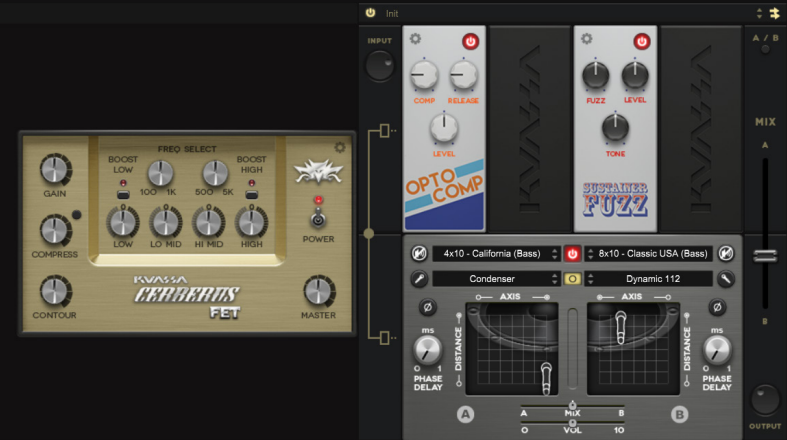 Init
INPUT
A / B
COMP
RELEASE
LEVEL
OPTO
COMP
KUASSA
FUZZ
LEVEL
TONE
SUSTAINER
FUZZ
KUASSA
MIX
A
B
OUTPUT
FREQ SELECT
BOOST
LOW
100
1K
500
5K
BOOST
HIGH
GAIN
COMPRESS
CONTOUR
LOW
LO MID
HI MID
HIGH
POWER
MASTER
KUASSA
CERBERUS
FET
4x10 - California (Bass)
8x10 - Classic USA (Bass)
Condenser
Dynamic 112
AXIS
AXIS
Ø
Ø
ms
0
1
PHASE
DELAY
DISTANCE
DISTANCE
ms
0
1
PHASE
DELAY
A
A
MIX
B
B
0
VOL
10